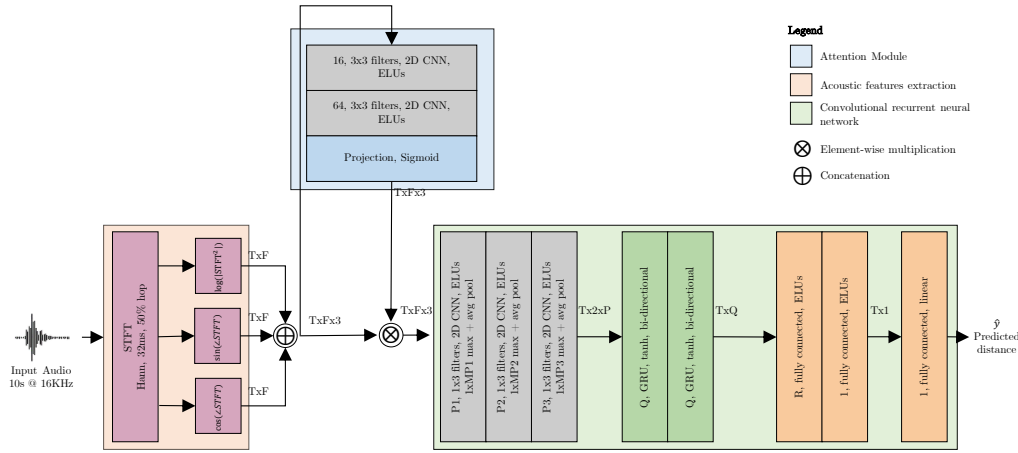 Legend
Attention Module
Acoustic features extraction
Convolutional recurrent neural
network
Element-wise multiplication
Concatenation
16, 3x3 filters, 2D CNN,
ELUs
64, 3x3 filters, 2D CNN,
ELUs
Projection, Sigmoid
TxFx3
Input Audio
10s @ 16KHz
STFT
Hann, 32ms, 50% hop
log(|STFT²|)
sin(∠STFT)
cos(∠STFT)
TxF
TxF
TxF
TxFx3
TxFx3
P1, 1x3 filters, 2D CNN, ELUs
1xMP1 max + avg pool
P2, 1x3 filters, 2D CNN, ELUs
1xMP2 max + avg pool
P3, 1x3 filters, 2D CNN, ELUs
1xMP3 max + avg pool
Tx2xP
Q, GRU, tanh, bi-directional
Q, GRU, tanh, bi-directional
TxQ
R, fully connected, ELUs
1, fully connected, ELUs
Tx1
1, fully connected, linear
ŷ
Predicted
distance